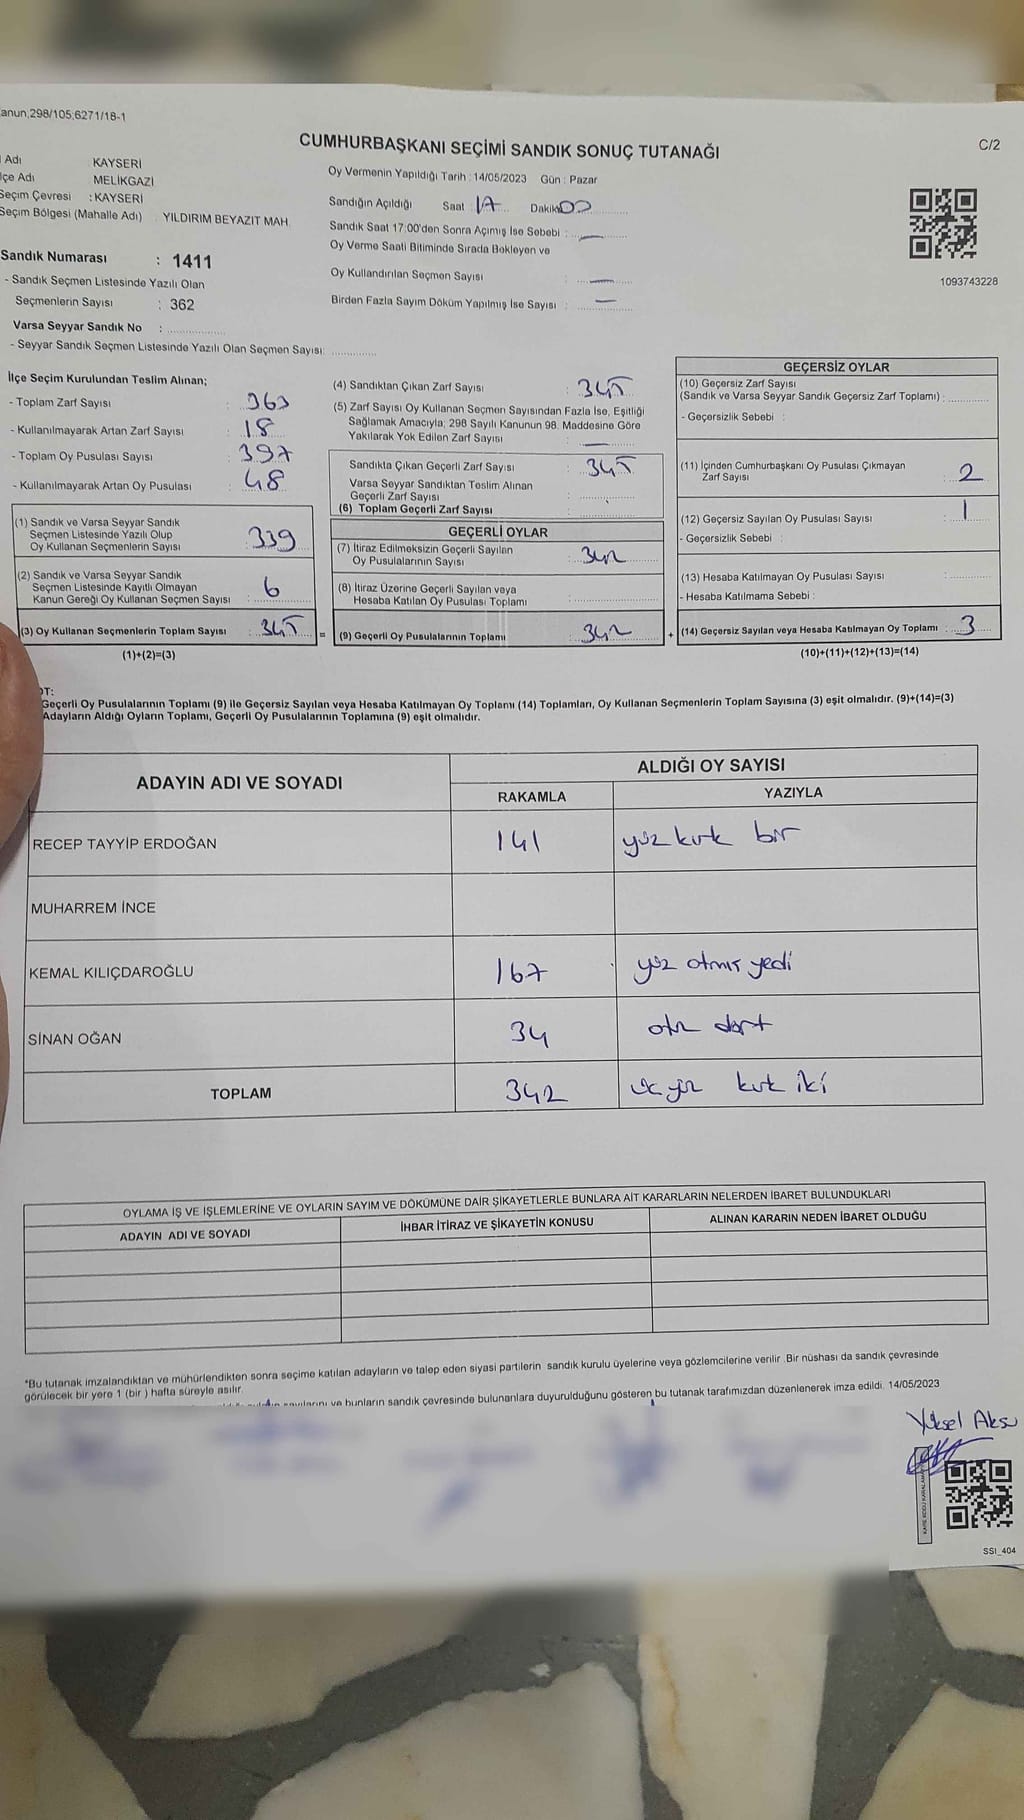 anun;298/105;6271/18-1
CUMHURBAŞKANI SEÇİMİ SANDIK SONUÇ TUTANAĞI
C/2
Adı KAYSERİ
lçe Adı MELİKGAZİ
Seçim Çevresi : KAYSERİ
Seçim Bölgesi (Mahalle Adı) YILDIRIM BEYAZIT MAH.
Oy Vermenin Yapıldığı Tarih : 14/05/2023 Gün : Pazar
Sandığın Açıldığı Saat 17 Dakika 00
Sandık Saat 17:00'den Sonra Açımış İse Sebebi : —
Oy Verme Saati Bitiminde Sırada Bekleyen ve
Oy Kullandırılan Seçmen Sayısı : —
Birden Fazla Sayım Döküm Yapılmış İse Sayısı : —
1093743228
Sandık Numarası : 1411
- Sandık Seçmen Listesinde Yazılı Olan
Seçmenlerin Sayısı : 362
Varsa Seyyar Sandık No :
- Seyyar Sandık Seçmen Listesinde Yazılı Olan Seçmen Sayısı:
İlçe Seçim Kurulundan Teslim Alınan;
- Toplam Zarf Sayısı : 363
- Kullanılmayarak Artan Zarf Sayısı : 18
- Toplam Oy Pusulası Sayısı : 397
- Kullanılmayarak Artan Oy Pusulası : 48
(1) Sandık ve Varsa Seyyar Sandık
Seçmen Listesinde Yazılı Olup
Oy Kullanan Seçmenlerin Sayısı 339
(2) Sandık ve Varsa Seyyar Sandık
Seçmen Listesinde Kayıtlı Olmayan
Kanun Gereği Oy Kullanan Seçmen Sayısı : 6
(3) Oy Kullanan Seçmenlerin Toplam Sayısı : 345
(1)+(2)=(3)
=
(4) Sandıktan Çıkan Zarf Sayısı : 345
(5) Zarf Sayısı Oy Kullanan Seçmen Sayısından Fazla İse, Eşitliği
Sağlamak Amacıyla; 298 Sayılı Kanunun 98. Maddesine Göre
Yakılarak Yok Edilen Zarf Sayısı : —
Sandıkta Çıkan Geçerli Zarf Sayısı : 345
Varsa Seyyar Sandıktan Teslim Alınan
Geçerli Zarf Sayısı :
(6) Toplam Geçerli Zarf Sayısı :
GEÇERLİ OYLAR
(7) İtiraz Edilmeksizin Geçerli Sayılan
Oy Pusulalarının Sayısı : 342
(8) İtiraz Üzerine Geçerli Sayılan veya
Hesaba Katılan Oy Pusulası Toplamı
(9) Geçerli Oy Pusulalarının Toplamı : 342
+
GEÇERSİZ OYLAR
(10) Geçersiz Zarf Sayısı
(Sandık ve Varsa Seyyar Sandık Geçersiz Zarf Toplamı) :
- Geçersizlik Sebebi :
(11) İçinden Cumhurbaşkanı Oy Pusulası Çıkmayan
Zarf Sayısı : 2
(12) Geçersiz Sayılan Oy Pusulası Sayısı : 1
- Geçersizlik Sebebi :
(13) Hesaba Katılmayan Oy Pusulası Sayısı :
- Hesaba Katılmama Sebebi :
(14) Geçersiz Sayılan veya Hesaba Katılmayan Oy Toplamı : 3
(10)+(11)+(12)+(13)=(14)
OT:
Geçerli Oy Pusulalarının Toplamı (9) ile Geçersiz Sayılan veya Hesaba Katılmayan Oy Toplamı (14) Toplamları, Oy Kullanan Seçmenlerin Toplam Sayısına (3) eşit olmalıdır. (9)+(14)=(3)
Adayların Aldığı Oyların Toplamı, Geçerli Oy Pusulalarının Toplamına (9) eşit olmalıdır.
ADAYIN ADI VE SOYADI
ALDIĞI OY SAYISI
RAKAMLA YAZIYLA
RECEP TAYYİP ERDOĞAN 141 yüz kırk bir
MUHARREM İNCE
KEMAL KILIÇDAROĞLU 167 yüz atmış yedi
SİNAN OĞAN 34 otuz dört
TOPLAM 342 üç yüz kırk iki
OYLAMA İŞ VE İŞLEMLERİNE VE OYLARIN SAYIM VE DÖKÜMÜNE DAİR ŞİKAYETLERLE BUNLARA AİT KARARLARIN NELERDEN İBARET BULUNDUKLARI
ADAYIN ADI VE SOYADI İHBAR İTİRAZ VE ŞİKAYETİN KONUSU ALINAN KARARIN NEDEN İBARET OLDUĞU
*Bu tutanak imzalandıktan ve mühürlendikten sonra seçime katılan adayların ve talep eden siyasi partilerin sandık kurulu üyelerine veya gözlemcilerine verilir. Bir nüshası da sandık çevresinde
görülecek bir yere 1 (bir ) hafta süreyle asılır.
ve bunların sandık çevresinde bulunanlara duyurulduğunu gösteren bu tutanak tarafımızdan düzenlenerek imza edildi. 14/05/2023
Yüksel Aksu
SSI_404